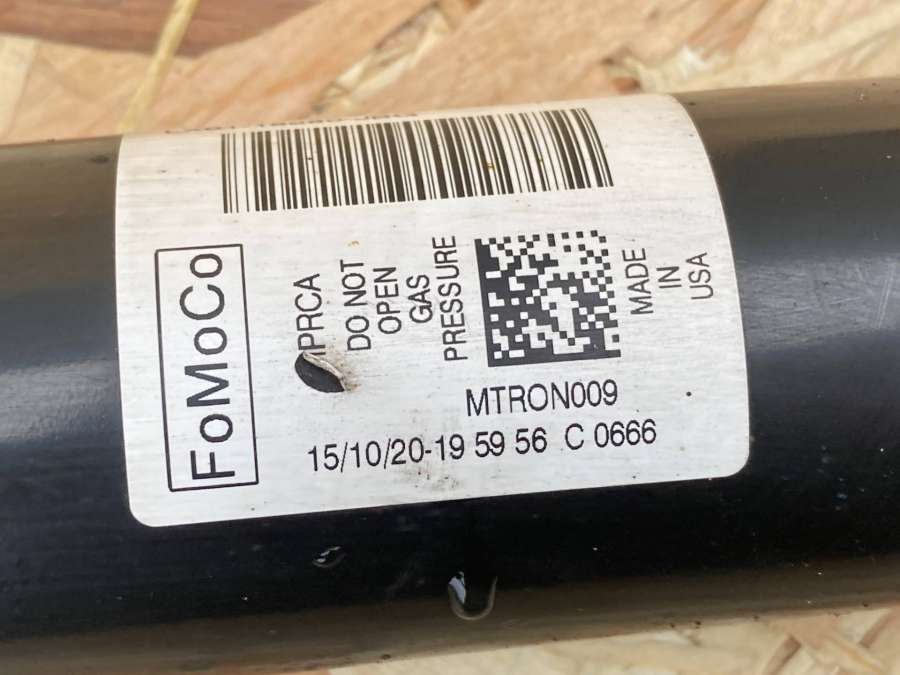 FoMoCo
PRCA
DO NOT
OPEN
GAS
PRESSURE
MADE
IN
USA
MTRON009
15/10/20-19 59 56 C 0666